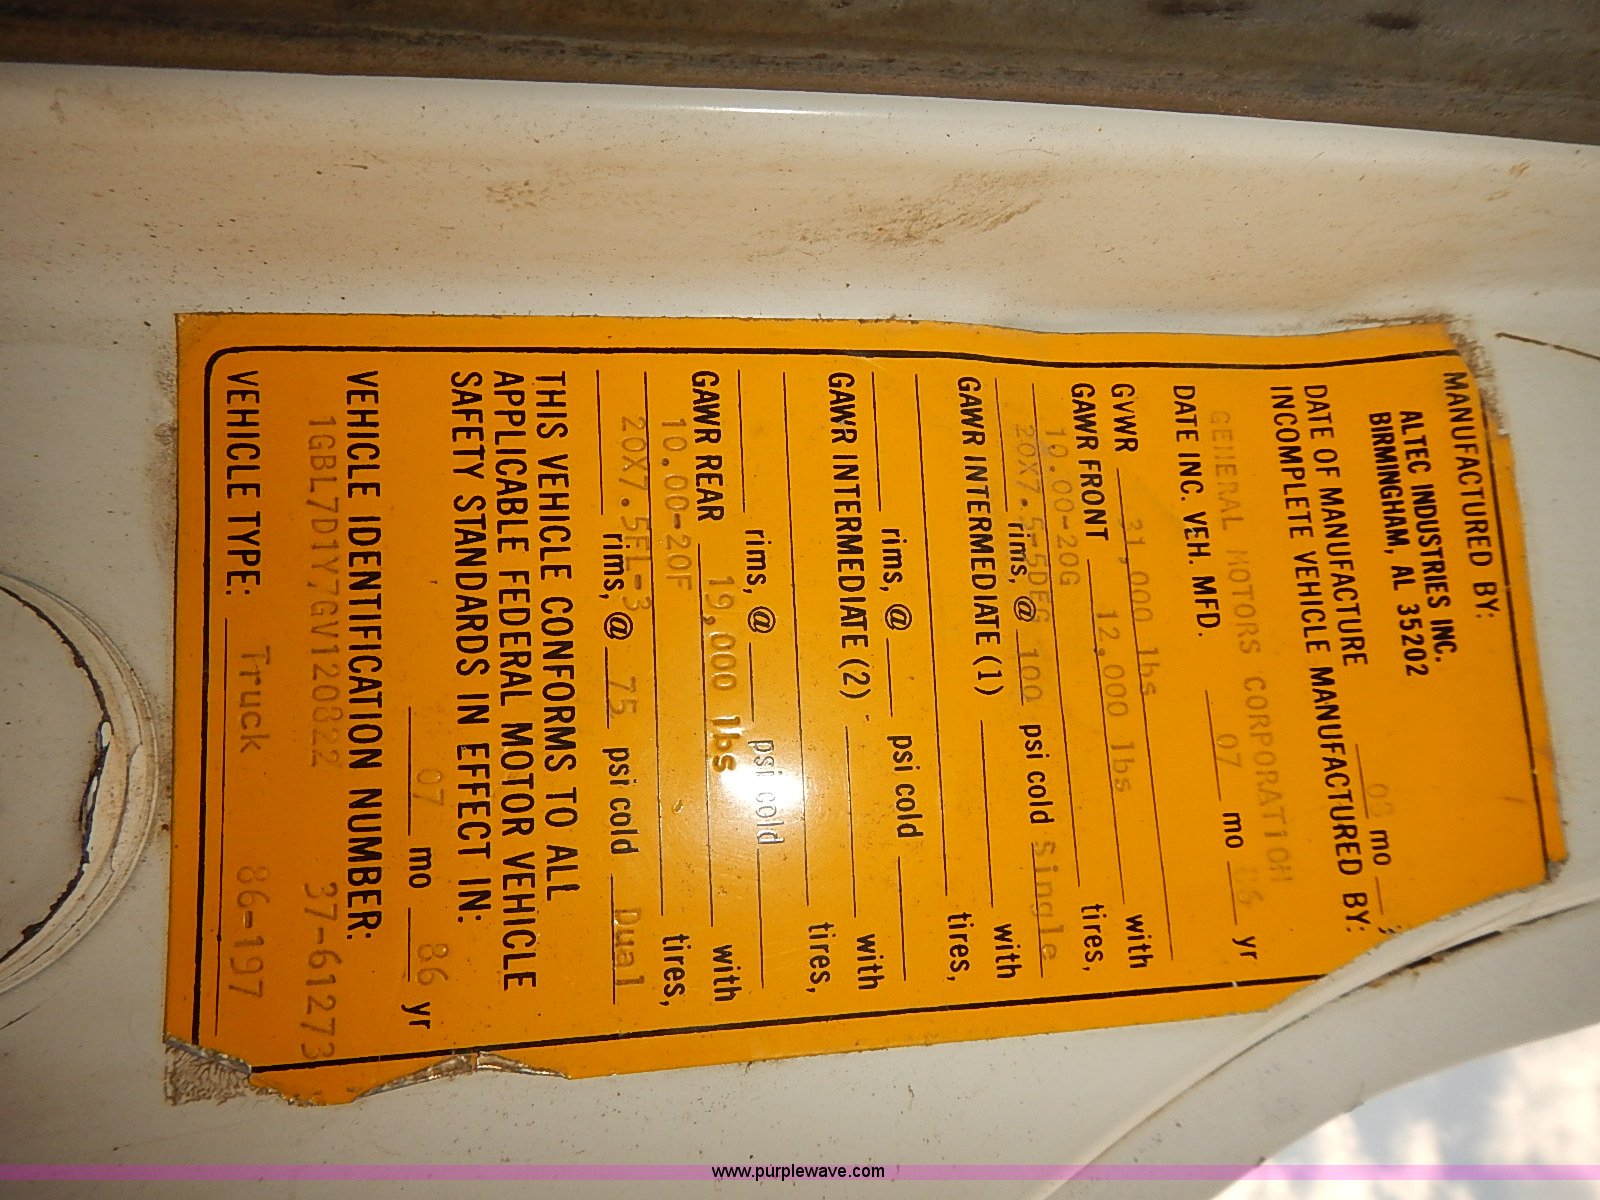 MANUFACTURED BY:
ALTEC INDUSTRIES INC.
BIRMINGHAM, AL 35202
DATE OF MANUFACTURE mo
INCOMPLETE VEHICLE MANUFACTURED BY:
GENERAL MOTORS CORPORATION
DATE INC. VEH. MFD. 07 mo yr
GVWR 31,000 lbs
GAWR FRONT 12,000 lbs with
10.00-20G tires,
20X7.5-5DEG rims, @ 100 psi cold single
GAWR INTERMEDIATE (1) with
tires,
rims, @ psi cold
GAWR INTERMEDIATE (2) with
tires,
rims, @ psi cold
GAWR REAR 19,000 lbs with
10.00-20F tires,
20X7.5FL-3 rims, @ 75 psi cold Dual
THIS VEHICLE CONFORMS TO ALL
APPLICABLE FEDERAL MOTOR VEHICLE
SAFETY STANDARDS IN EFFECT IN:
07 mo 86 yr
VEHICLE IDENTIFICATION NUMBER:
1GBL7D1Y7GV120822 37-61273
VEHICLE TYPE: Truck 86-197
www.purplewave.com